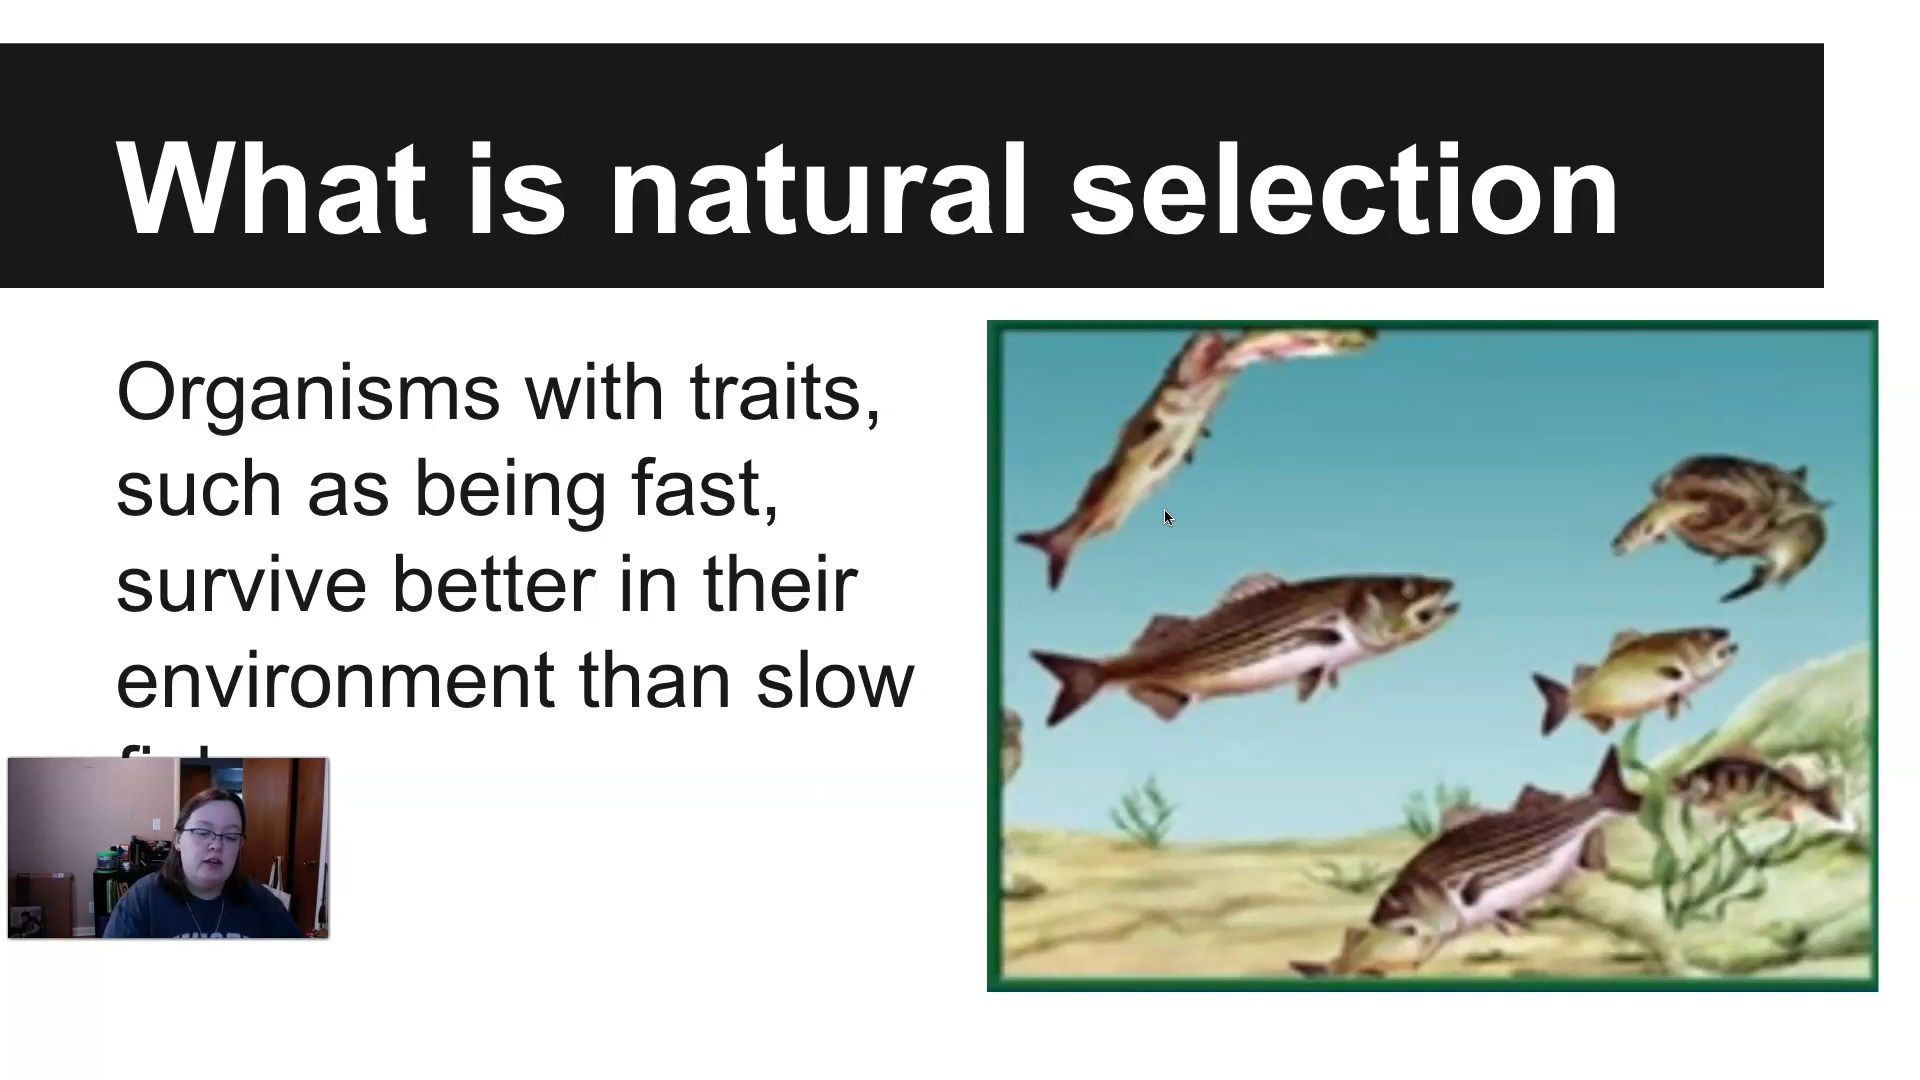 What is natural selection
Organisms with traits,
such as being fast,
survive better in their
environment than slow